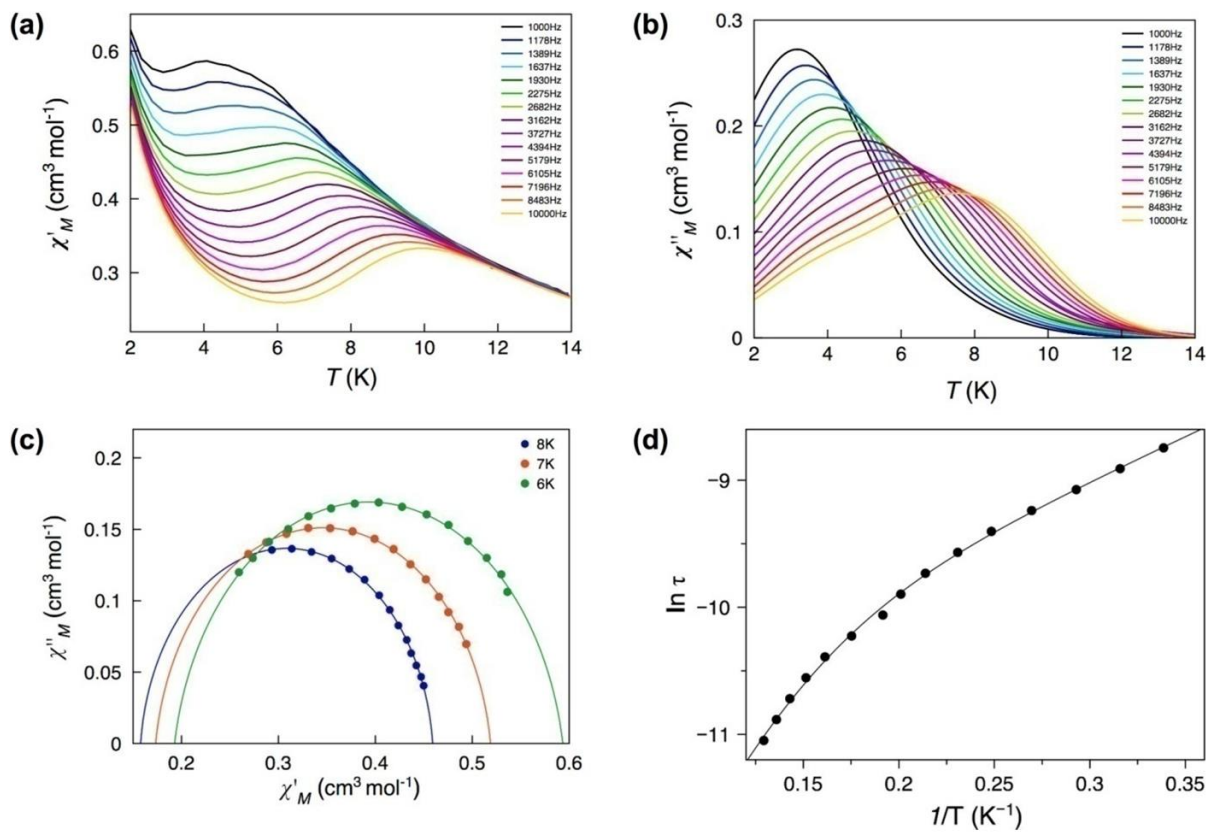 (a)
χ'M (cm³ mol⁻¹)
0.6
0.5
0.4
0.3
2 4 6 8 10 12 14
T (K)
1000Hz
1178Hz
1389Hz
1637Hz
1930Hz
2275Hz
2682Hz
3162Hz
3727Hz
4394Hz
5179Hz
6105Hz
7196Hz
8483Hz
10000Hz
(b)
χ''M (cm³ mol⁻¹)
0.3
0.2
0.1
0
2 4 6 8 10 12 14
T (K)
1000Hz
1178Hz
1389Hz
1637Hz
1930Hz
2275Hz
2682Hz
3162Hz
3727Hz
4394Hz
5179Hz
6105Hz
7196Hz
8483Hz
10000Hz
(c)
χ''M (cm³ mol⁻¹)
0.2
0.15
0.1
0.05
0
0.2 0.3 0.4 0.5 0.6
χ'M (cm³ mol⁻¹)
8K
7K
6K
(d)
ln τ
−9
−10
−11
0.15 0.2 0.25 0.3 0.35
1/T (K⁻¹)